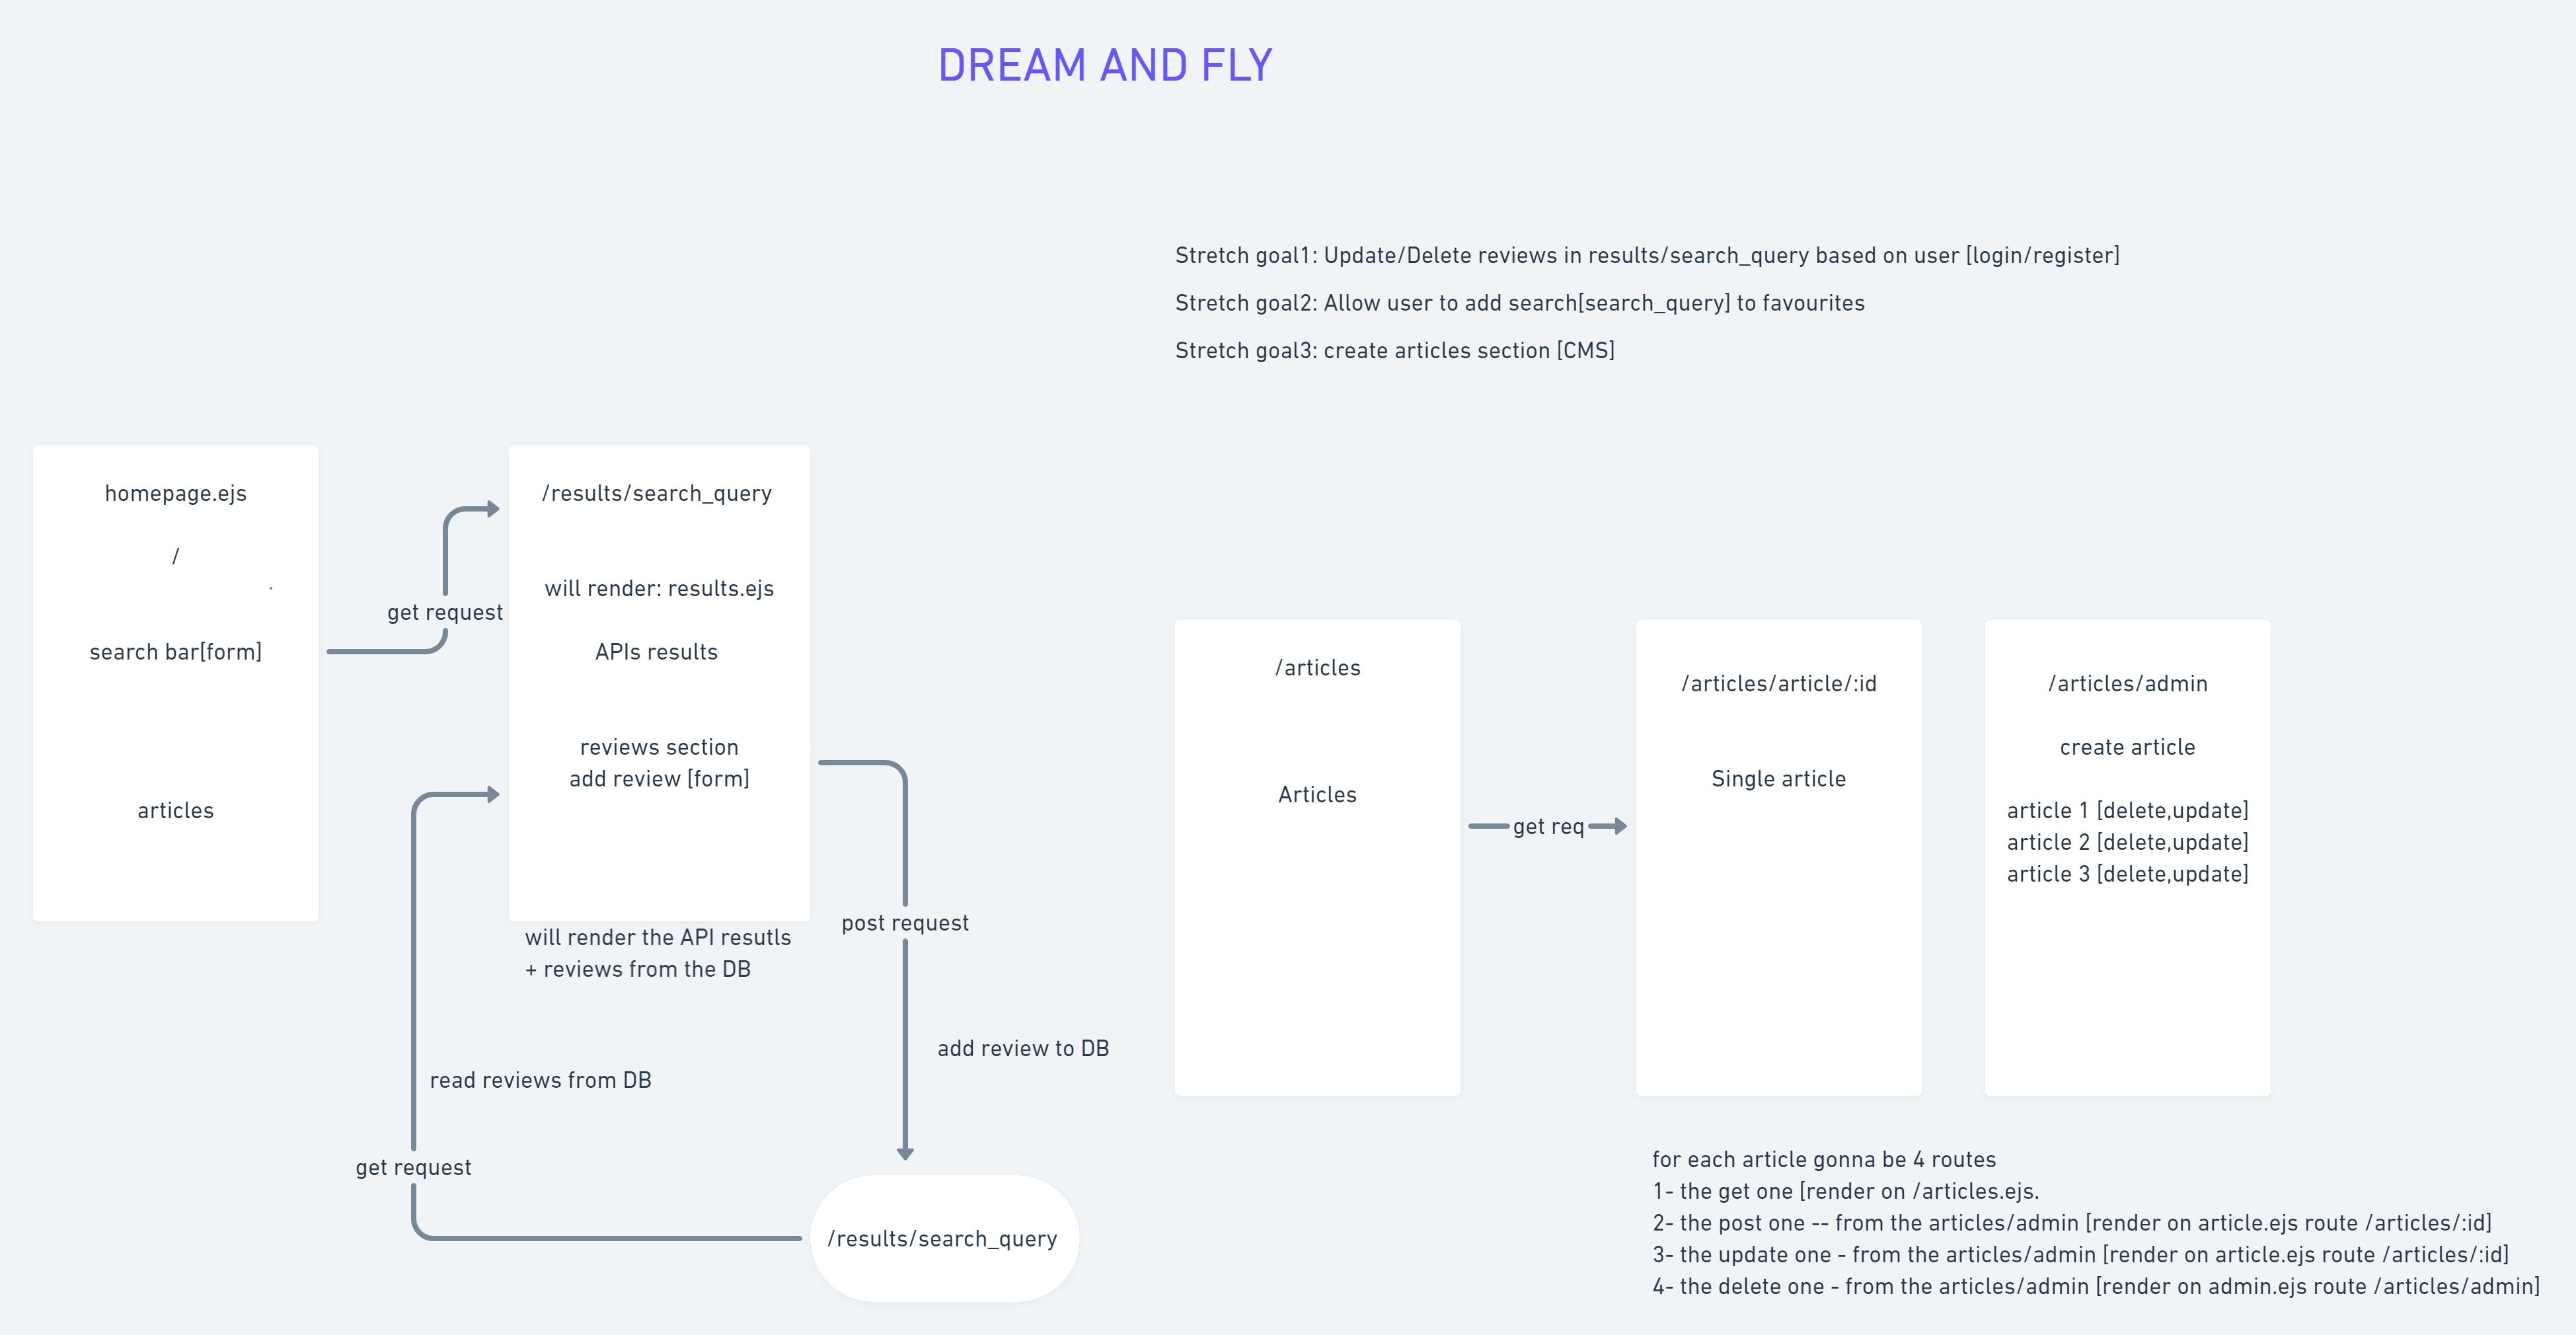 DREAM AND FLY
Stretch goal1: Update/Delete reviews in results/search_query based on user [login/register]
Stretch goal2: Allow user to add search[search_query] to favourites
Stretch goal3: create articles section [CMS]
homepage.ejs
/
.
search bar[form]
articles
get request
/results/search_query
will render: results.ejs
APIs results
reviews section
add review [form]
will render the API resutls
+ reviews from the DB
post request
add review to DB
read reviews from DB
get request
/results/search_query
/articles
Articles
get req
/articles/article/:id
Single article
/articles/admin
create article
article 1 [delete,update]
article 2 [delete,update]
article 3 [delete,update]
for each article gonna be 4 routes
1- the get one [render on /articles.ejs.
2- the post one -- from the articles/admin [render on article.ejs route /articles/:id]
3- the update one - from the articles/admin [render on article.ejs route /articles/:id]
4- the delete one - from the articles/admin [render on admin.ejs route /articles/admin]